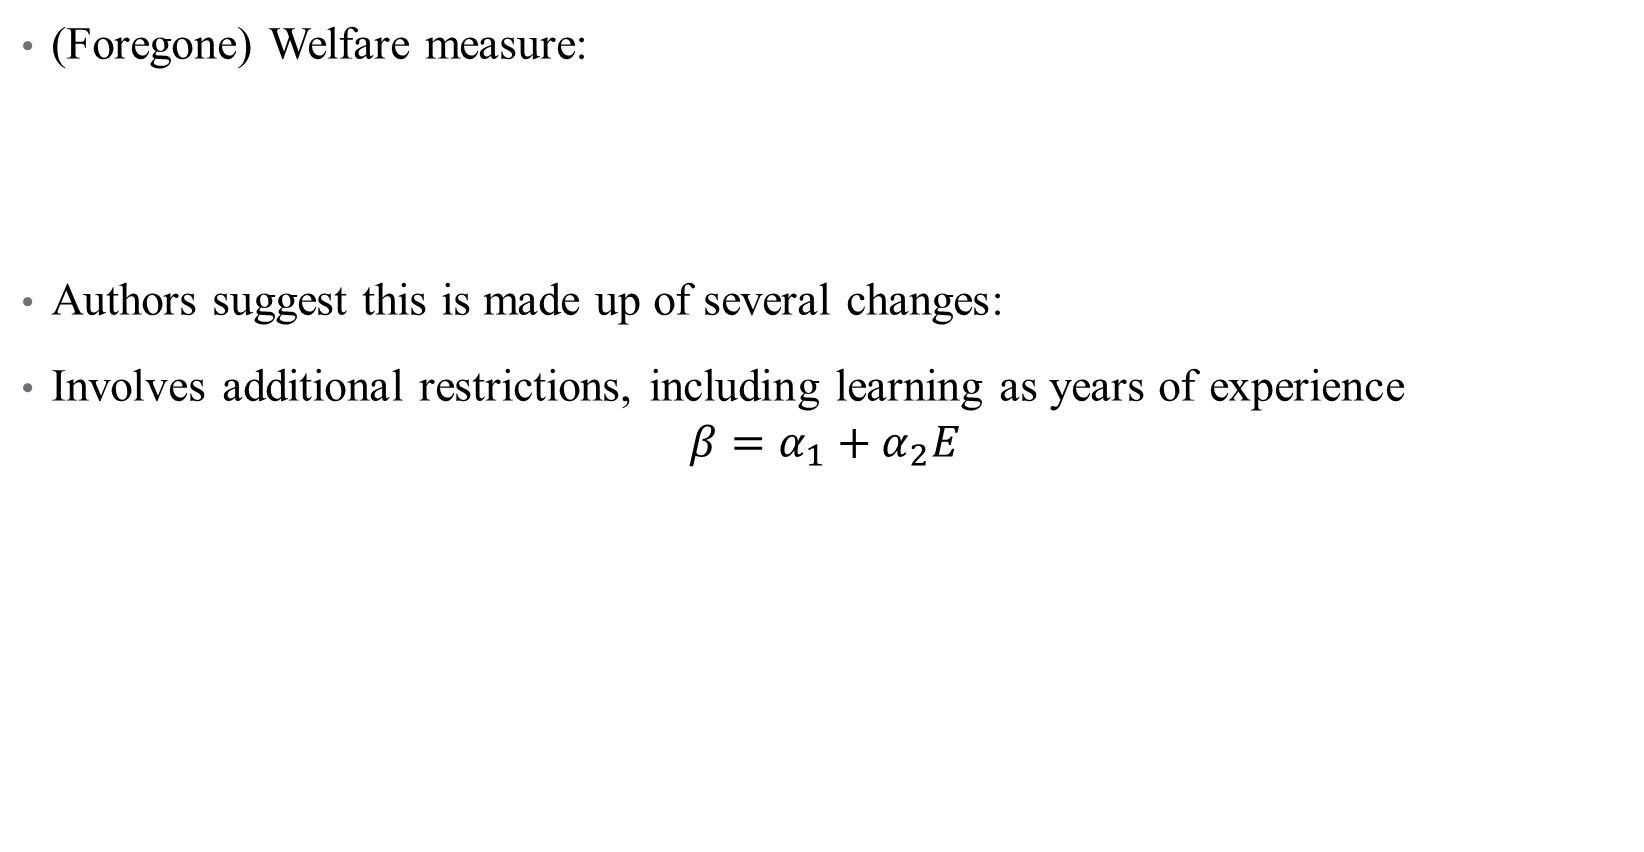 • (Foregone) Welfare measure:
• Authors suggest this is made up of several changes:
• Involves additional restrictions, including learning as years of experience
𝛽 = 𝛼₁ + 𝛼₂𝐸